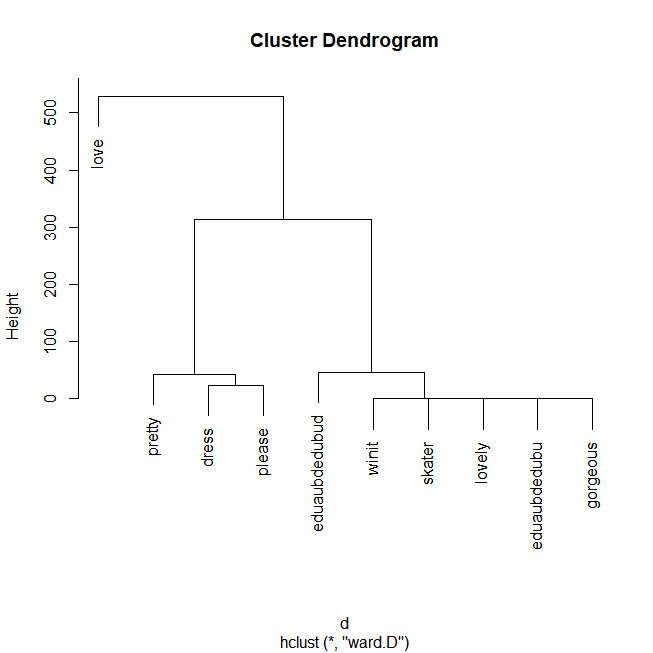 Cluster Dendrogram
Height
500
400
300
200
100
0
love
pretty
dress
please
eduaubdedubud
winit
skater
lovely
eduaubdedubu
gorgeous
d
hclust (*, "ward.D")